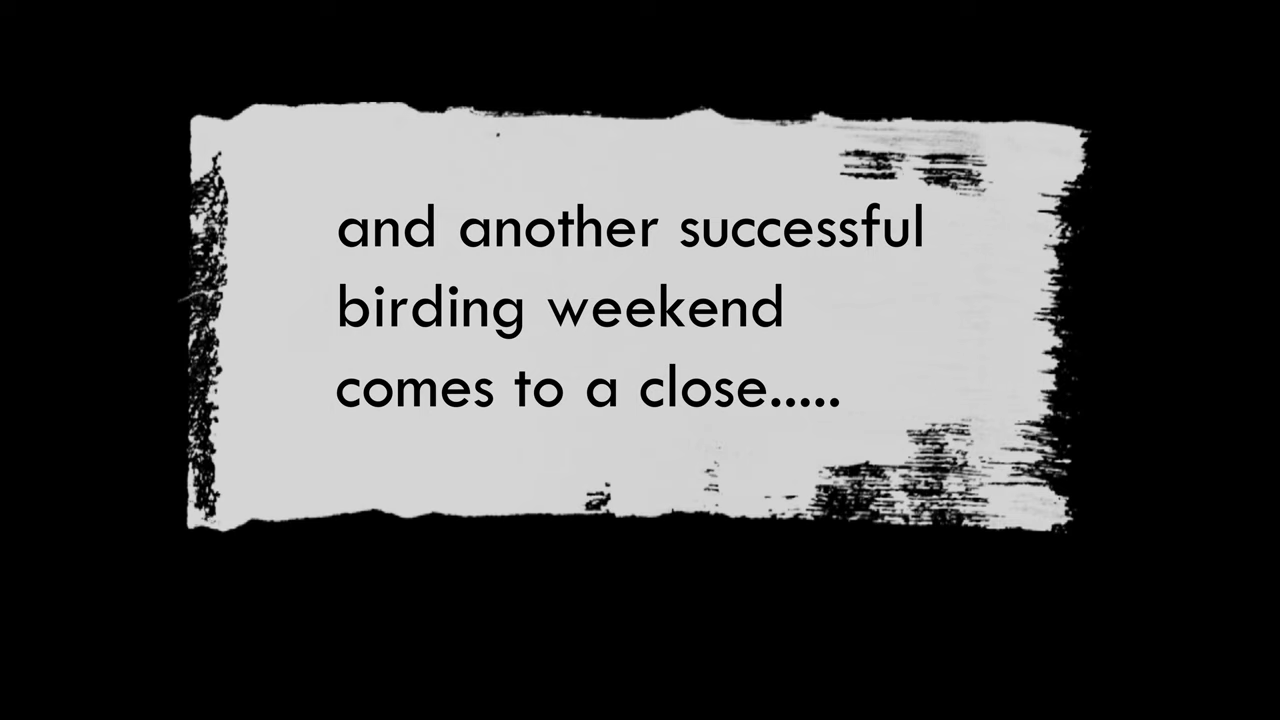 and another successful
birding weekend
comes to a close.....